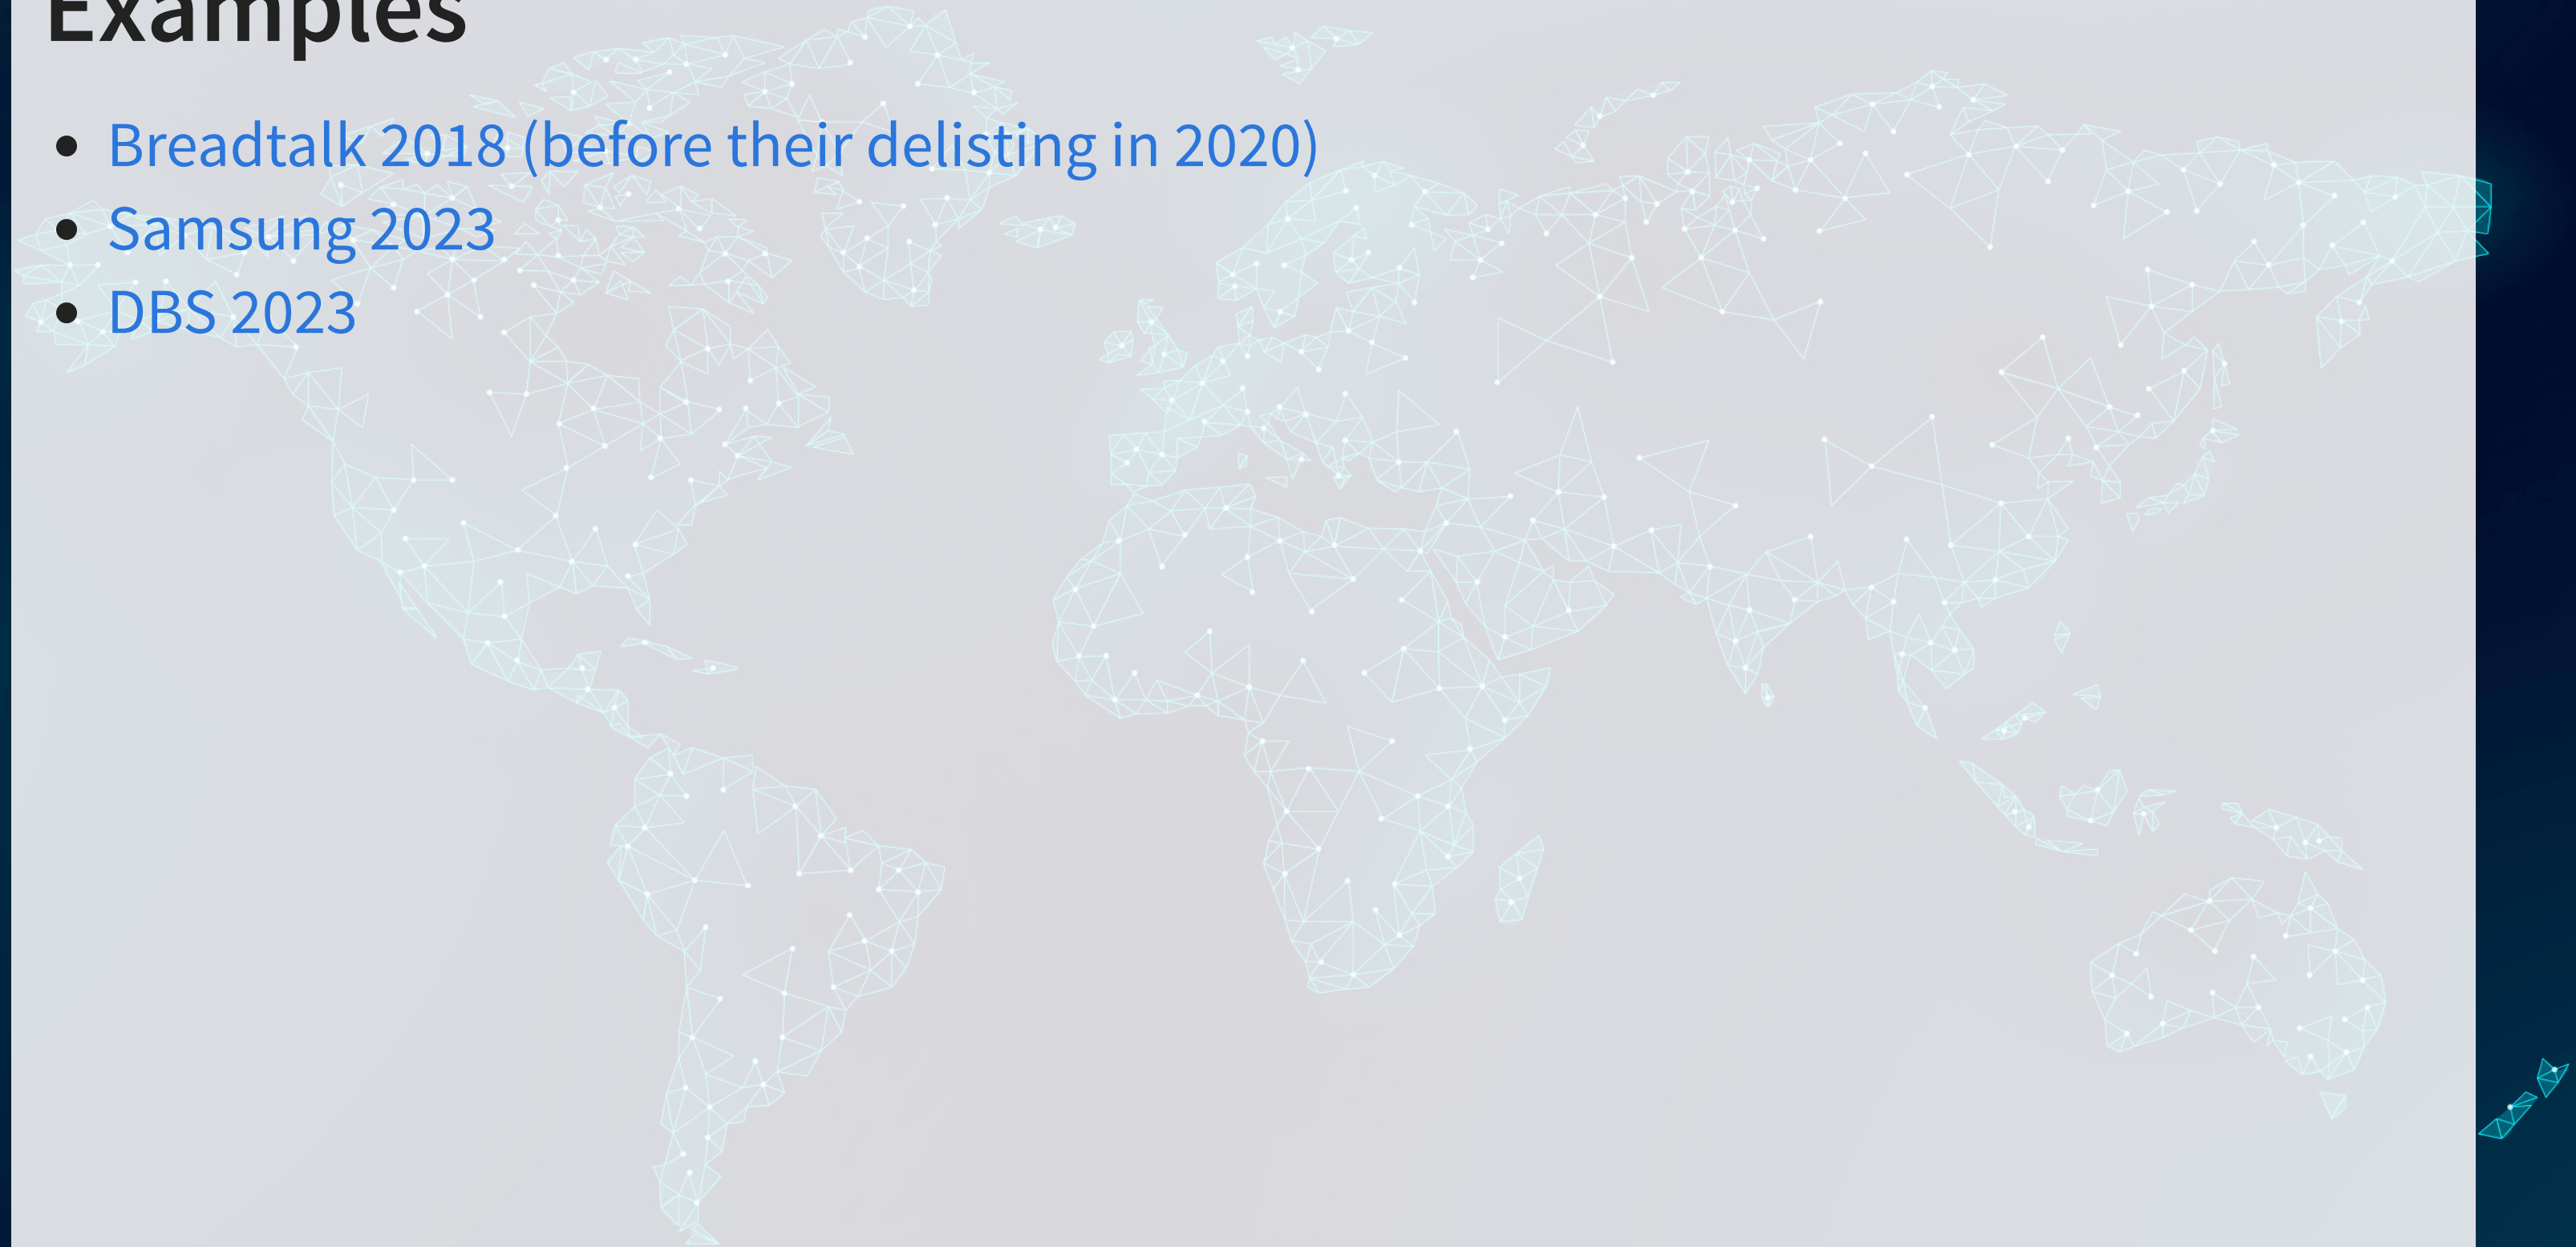 Examples
• Breadtalk 2018 (before their delisting in 2020)
• Samsung 2023
• DBS 2023